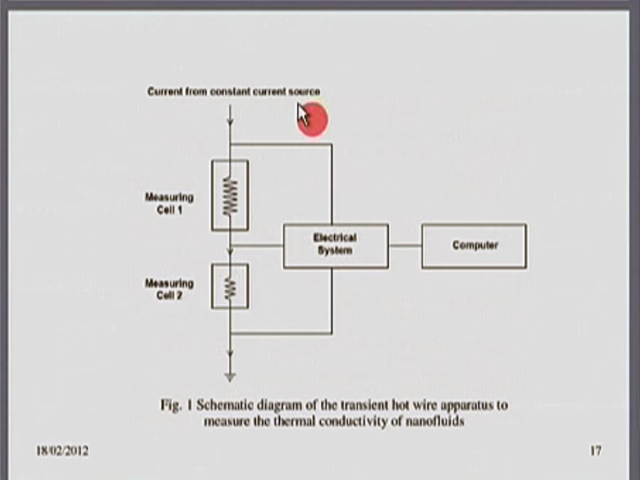 Current from constant current source
Measuring
Cell 1
Electrical
System
Computer
Measuring
Cell 2
Fig. 1 Schematic diagram of the transient hot wire apparatus to
measure the thermal conductivity of nanofluids
18/02/2012
17